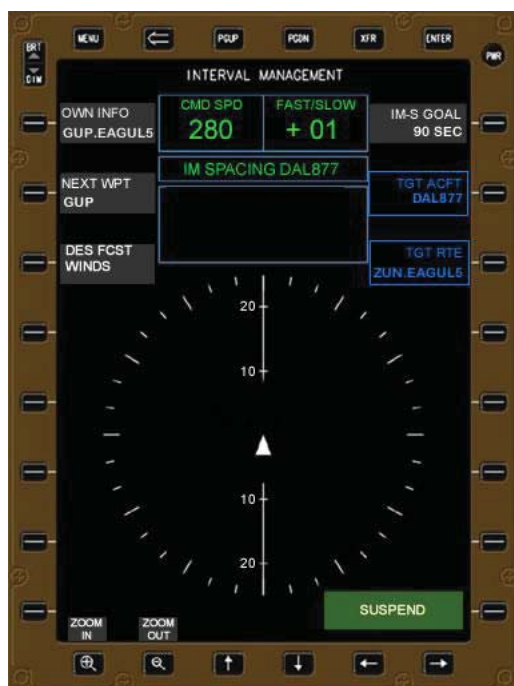 MENU
PGUP
PGDN
XFR
ENTER
BRT
DIM
PWR
INTERVAL MANAGEMENT
OWN INFO
GUP.EAGUL5
CMD SPD
280
FAST/SLOW
+ 01
IM-S GOAL
90 SEC
IM SPACING DAL877
NEXT WPT
GUP
TGT ACFT
DAL877
DES FCST
WINDS
TGT RTE
ZUN.EAGUL5
20
10
10
20
SUSPEND
ZOOM
IN
ZOOM
OUT